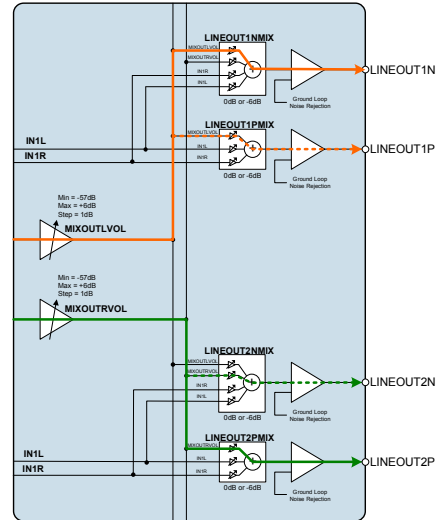 LINEOUT1NMIX
MIXOUTLVOL
MIXOUTRVOL
IN1R
IN1L
0dB or -6dB
Ground Loop
Noise Rejection
LINEOUT1N
LINEOUT1PMIX
MIXOUTLVOL
IN1L
IN1R
0dB or -6dB
Ground Loop
Noise Rejection
LINEOUT1P
IN1L
IN1R
Min = -57dB
Max = +6dB
Step = 1dB
MIXOUTLVOL
Min = -57dB
Max = +6dB
Step = 1dB
MIXOUTRVOL
LINEOUT2NMIX
MIXOUTLVOL
MIXOUTRVOL
IN1R
IN1L
0dB or -6dB
Ground Loop
Noise Rejection
LINEOUT2N
LINEOUT2PMIX
MIXOUTRVOL
IN1L
IN1R
0dB or -6dB
Ground Loop
Noise Rejection
LINEOUT2P
IN1L
IN1R